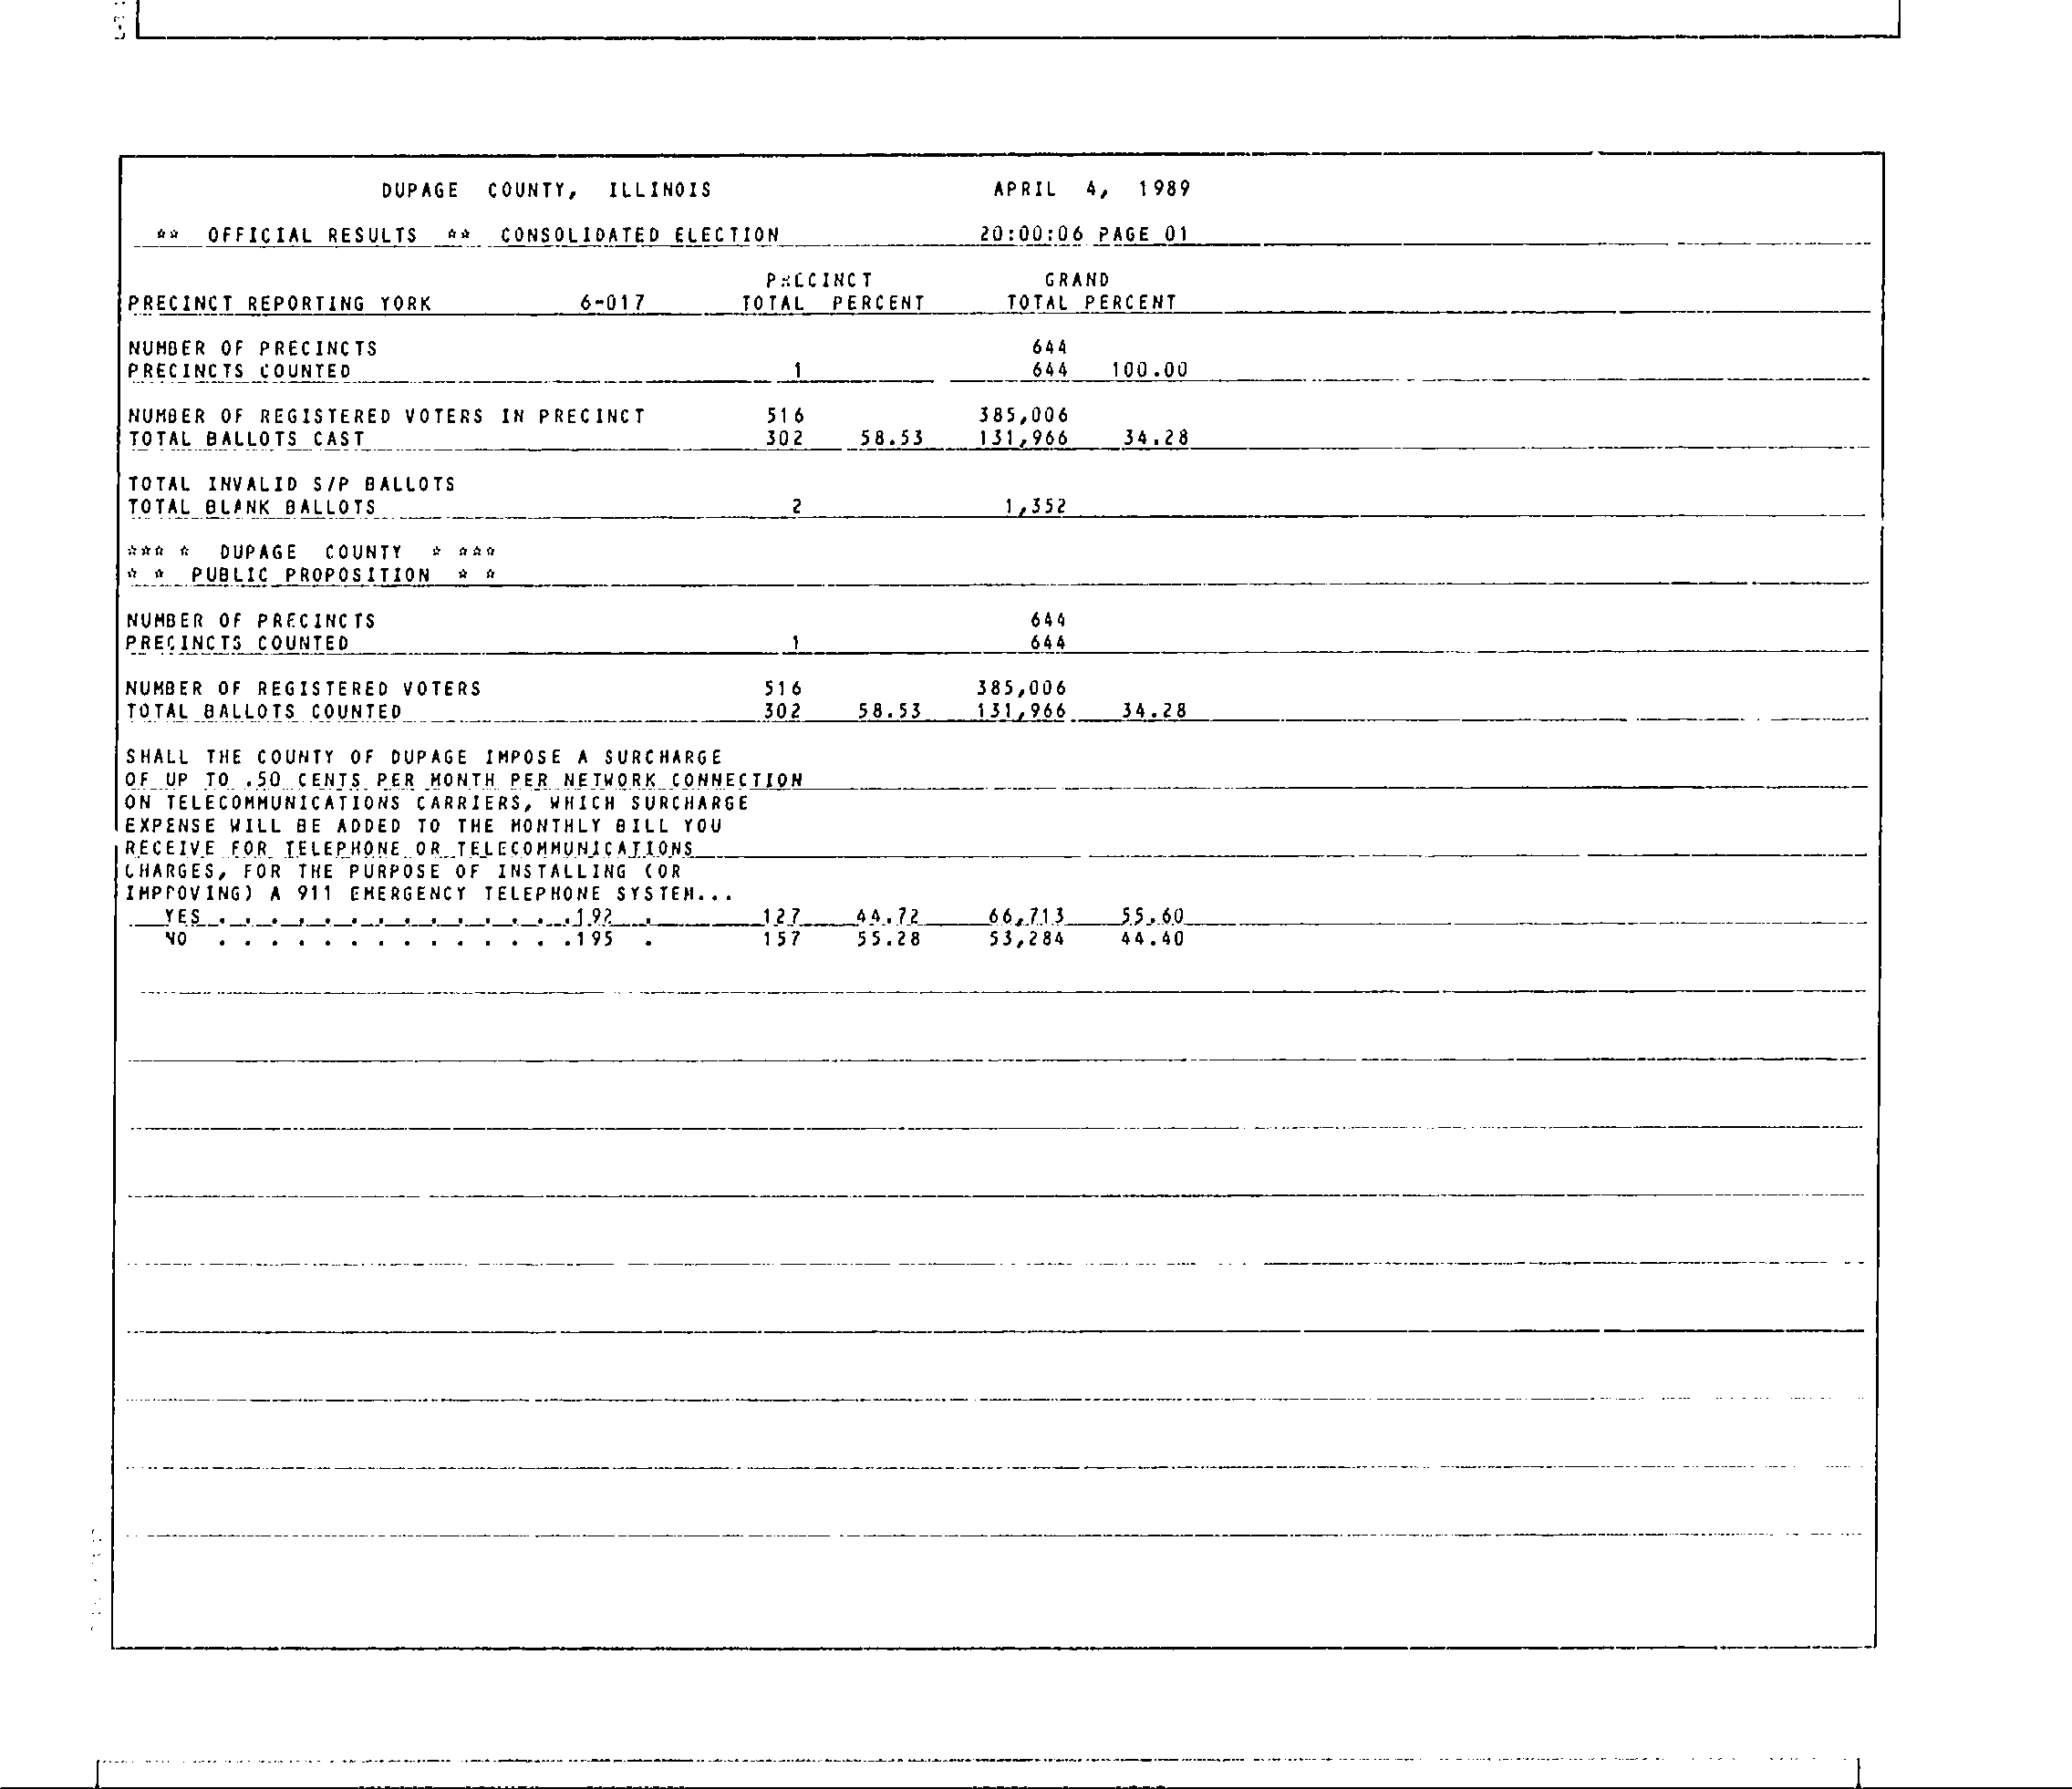 DUPAGE COUNTY, ILLINOIS APRIL 4, 1989
** OFFICIAL RESULTS ** CONSOLIDATED ELECTION 20:00:06 PAGE 01
PRECINCT GRAND
PRECINCT REPORTING YORK 6-017 TOTAL PERCENT TOTAL PERCENT
NUMBER OF PRECINCTS 644
PRECINCTS COUNTED 1 644 100.00
NUMBER OF REGISTERED VOTERS IN PRECINCT 516 385,006
TOTAL BALLOTS CAST 302 58.53 131,966 34.28
TOTAL INVALID S/P BALLOTS
TOTAL BLANK BALLOTS 2 1,352
*** * DUPAGE COUNTY * ***
* * PUBLIC PROPOSITION * *
NUMBER OF PRECINCTS 644
PRECINCTS COUNTED 1 644
NUMBER OF REGISTERED VOTERS 516 385,006
TOTAL BALLOTS COUNTED 302 58.53 131,966 34.28
SHALL THE COUNTY OF DUPAGE IMPOSE A SURCHARGE
OF UP TO .50 CENTS PER MONTH PER NETWORK CONNECTION
ON TELECOMMUNICATIONS CARRIERS, WHICH SURCHARGE
EXPENSE WILL BE ADDED TO THE MONTHLY BILL YOU
RECEIVE FOR TELEPHONE OR TELECOMMUNICATIONS
CHARGES, FOR THE PURPOSE OF INSTALLING (OR
IMPROVING) A 911 EMERGENCY TELEPHONE SYSTEM...
YES . . . . . . . . . . . . . .192 . 127 44.72 66,713 55.60
NO . . . . . . . . . . . . . .195 . 157 55.28 53,284 44.40